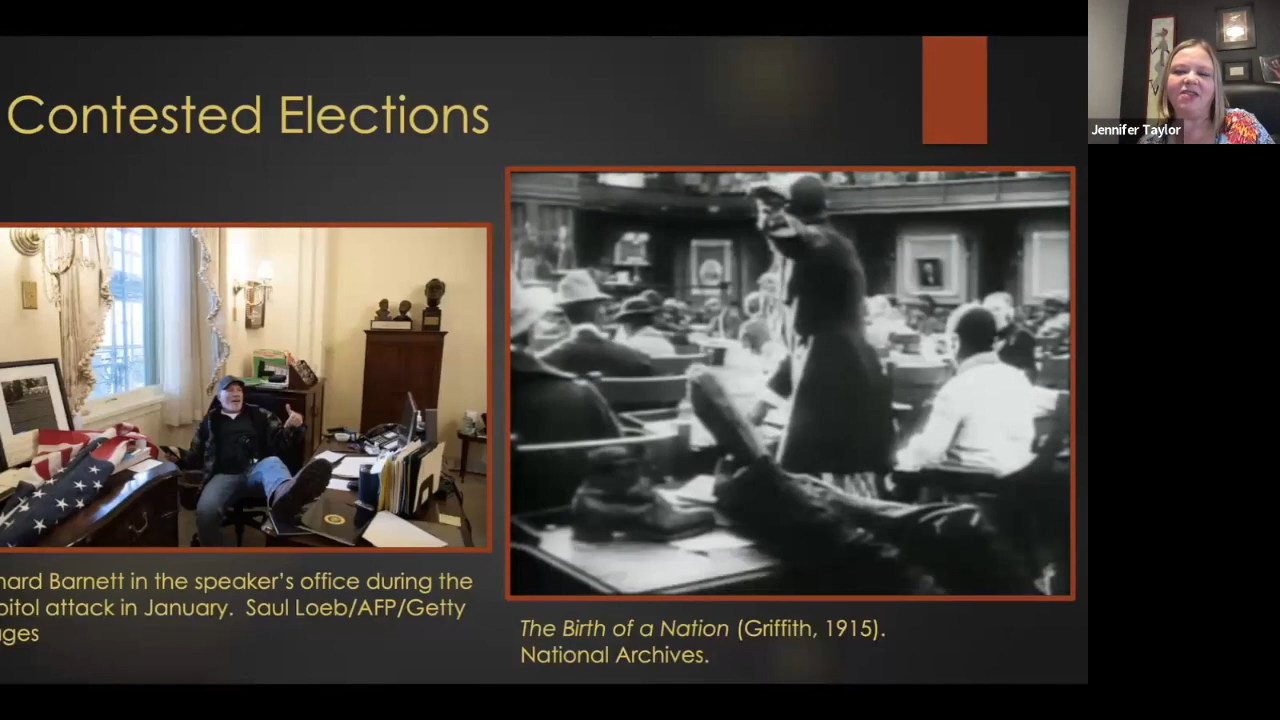 Contested Elections
Jennifer Taylor
hard Barnett in the speaker's office during the
pitol attack in January. Saul Loeb/AFP/Getty
ages
The Birth of a Nation (Griffith, 1915).
National Archives.